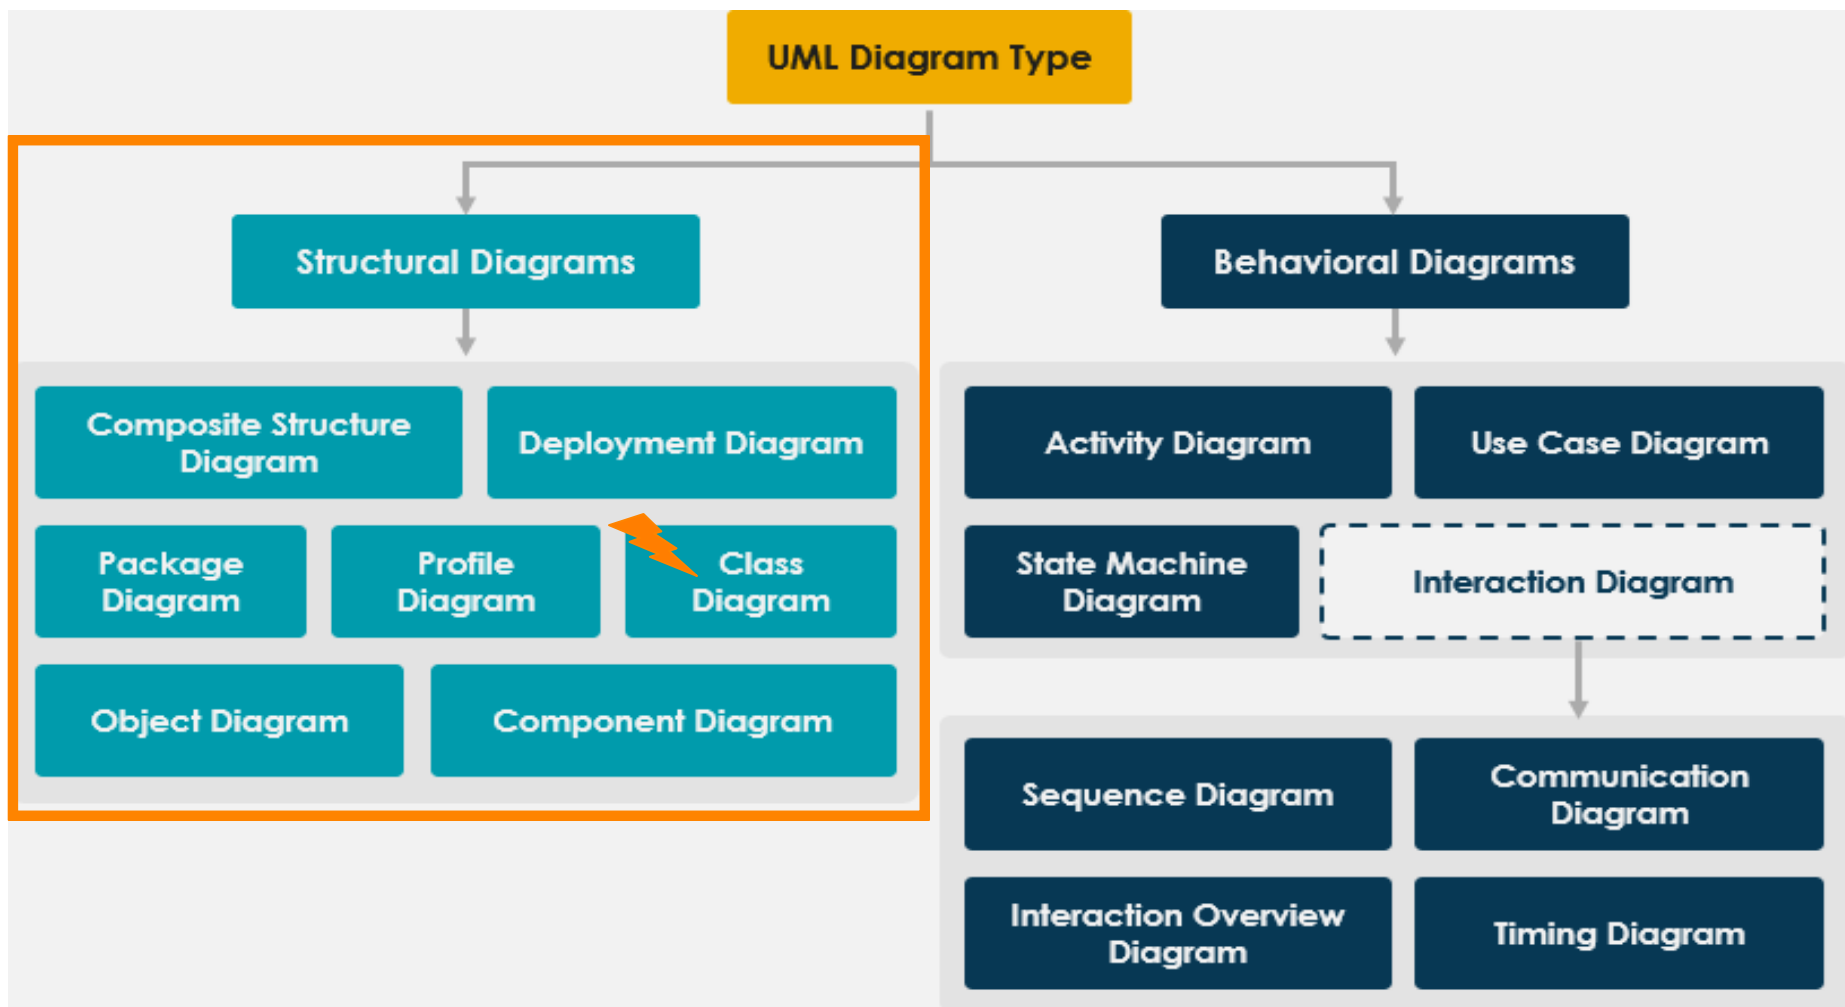 UML Diagram Type
Structural Diagrams
Composite Structure
Diagram
Deployment Diagram
Package
Diagram
Profile
Diagram
Class
Diagram
Object Diagram
Component Diagram
Behavioral Diagrams
Activity Diagram
Use Case Diagram
State Machine
Diagram
Interaction Diagram
Sequence Diagram
Communication
Diagram
Interaction Overview
Diagram
Timing Diagram